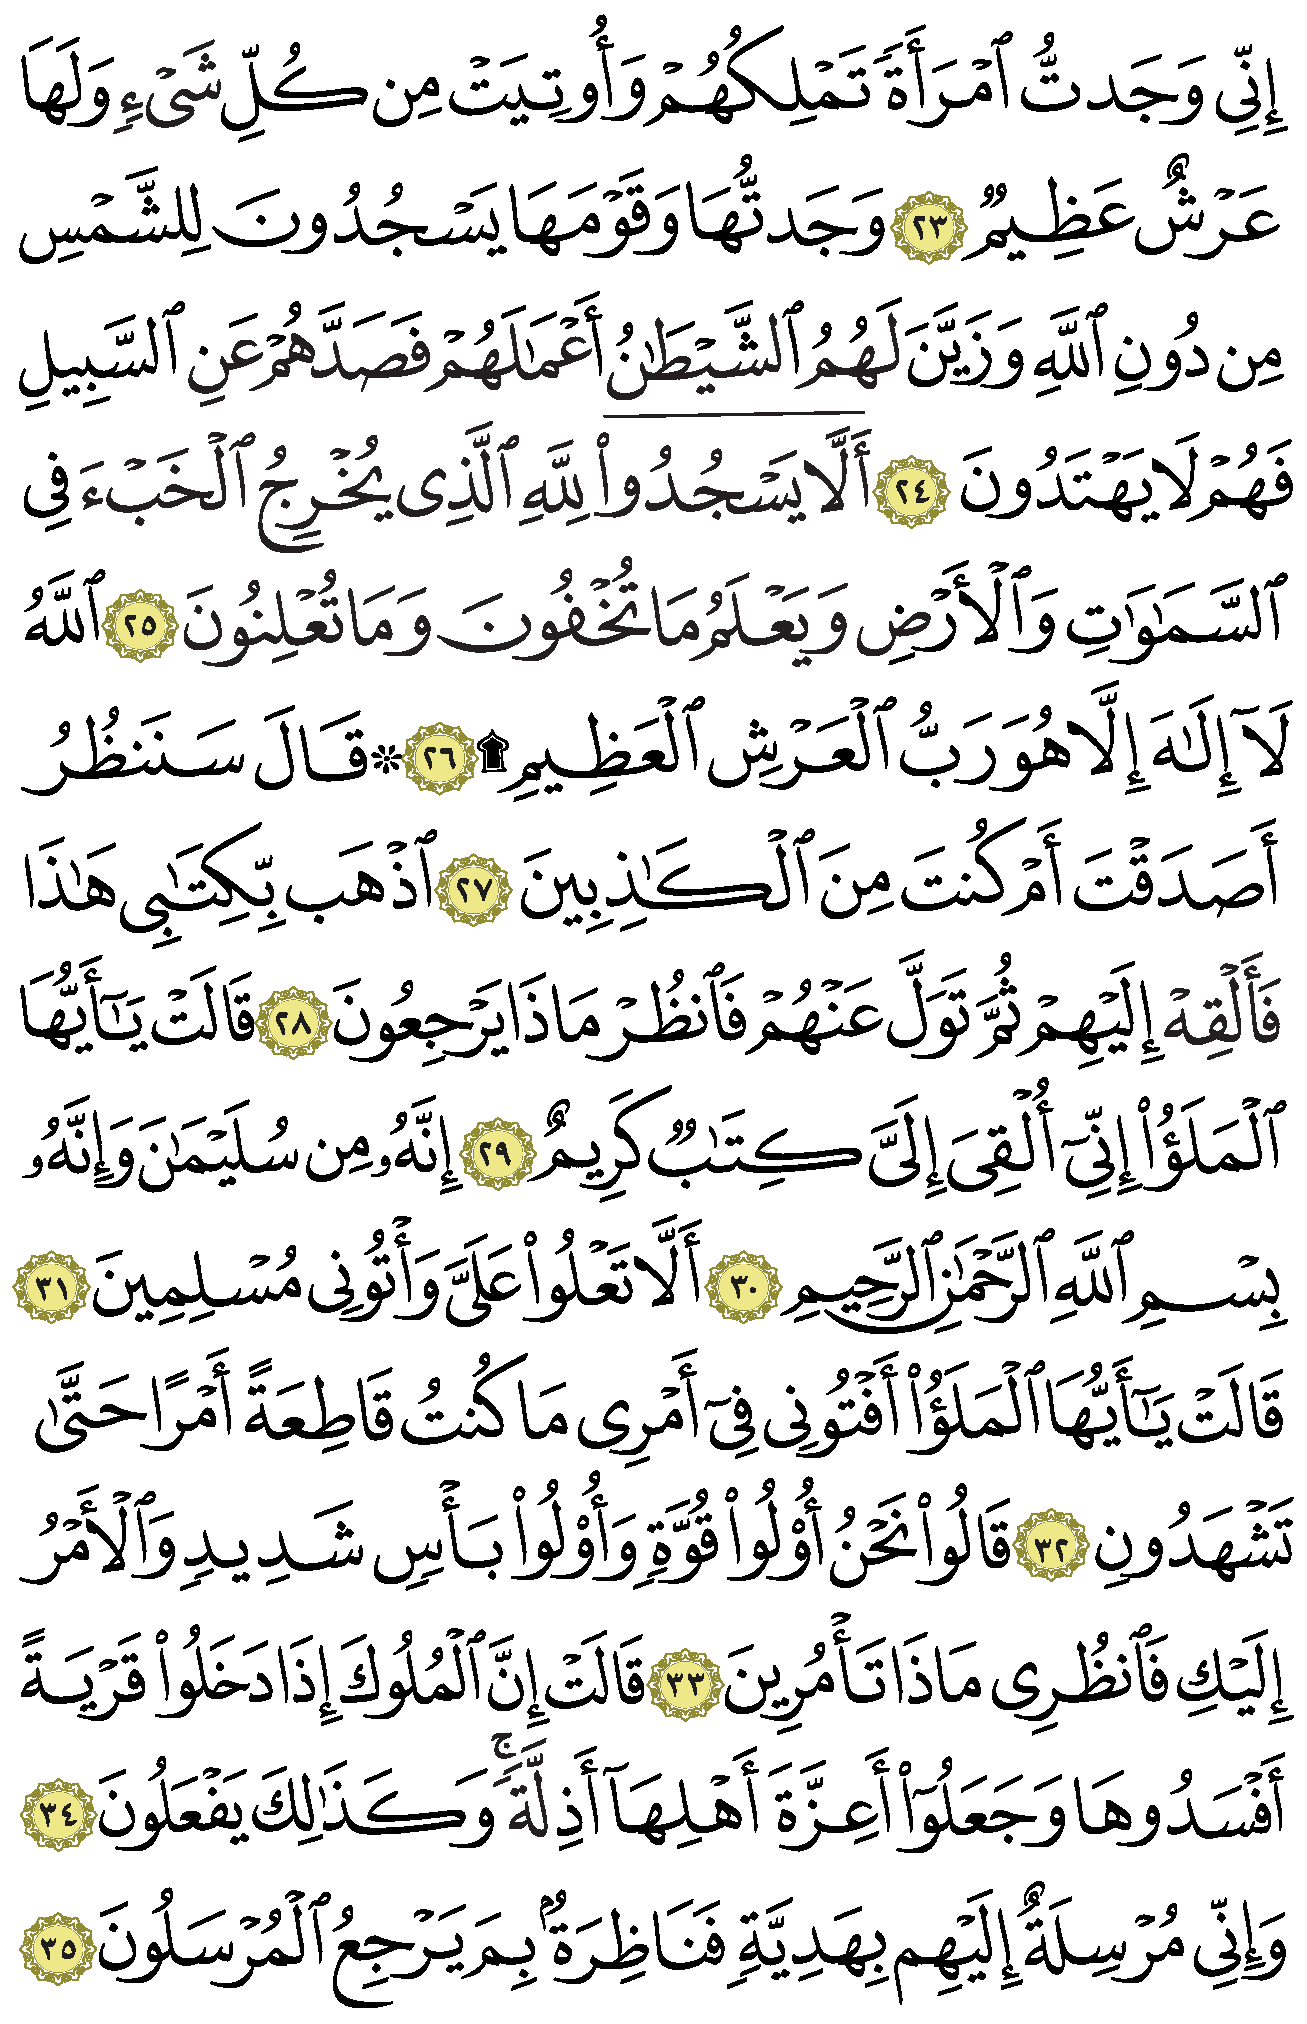 إِنِّي وَجَدتُّ ٱمْرَأَةً تَمْلِكُهُمْ وَأُوتِيَتْ مِن كُلِّ شَيْءٍ وَلَهَا
عَرْشٌ عَظِيمٌ ٢٣ وَجَدتُّهَا وَقَوْمَهَا يَسْجُدُونَ لِلشَّمْسِ
مِن دُونِ ٱللَّهِ وَزَيَّنَ لَهُمُ ٱلشَّيْطَٰنُ أَعْمَٰلَهُمْ فَصَدَّهُمْ عَنِ ٱلسَّبِيلِ
فَهُمْ لَا يَهْتَدُونَ ٢٤ أَلَّا يَسْجُدُوا۟ لِلَّهِ ٱلَّذِى يُخْرِجُ ٱلْخَبْءَ فِى
ٱلسَّمَٰوَٰتِ وَٱلْأَرْضِ وَيَعْلَمُ مَا تُخْفُونَ وَمَا تُعْلِنُونَ ٢٥ ٱللَّهُ
لَآ إِلَٰهَ إِلَّا هُوَ رَبُّ ٱلْعَرْشِ ٱلْعَظِيمِ ۩ ٢٦ ۞ قَالَ سَنَنظُرُ
أَصَدَقْتَ أَمْ كُنتَ مِنَ ٱلْكَٰذِبِينَ ٢٧ ٱذْهَب بِّكِتَٰبِى هَٰذَا
فَأَلْقِهْ إِلَيْهِمْ ثُمَّ تَوَلَّ عَنْهُمْ فَٱنظُرْ مَاذَا يَرْجِعُونَ ٢٨ قَالَتْ يَٰٓأَيُّهَا
ٱلْمَلَؤُا۟ إِنِّىٓ أُلْقِىَ إِلَىَّ كِتَٰبٌ كَرِيمٌ ٢٩ إِنَّهُۥ مِن سُلَيْمَٰنَ وَإِنَّهُۥ
بِسْمِ ٱللَّهِ ٱلرَّحْمَٰنِ ٱلرَّحِيمِ ٣٠ أَلَّا تَعْلُوا۟ عَلَىَّ وَأْتُونِى مُسْلِمِينَ ٣١
قَالَتْ يَٰٓأَيُّهَا ٱلْمَلَؤُا۟ أَفْتُونِى فِىٓ أَمْرِى مَا كُنتُ قَاطِعَةً أَمْرًا حَتَّىٰ
تَشْهَدُونِ ٣٢ قَالُوا۟ نَحْنُ أُو۟لُوا۟ قُوَّةٍ وَأُو۟لُوا۟ بَأْسٍ شَدِيدٍ وَٱلْأَمْرُ
إِلَيْكِ فَٱنظُرِى مَاذَا تَأْمُرِينَ ٣٣ قَالَتْ إِنَّ ٱلْمُلُوكَ إِذَا دَخَلُوا۟ قَرْيَةً
أَفْسَدُوهَا وَجَعَلُوٓا۟ أَعِزَّةَ أَهْلِهَآ أَذِلَّةً ۖۚ وَكَذَٰلِكَ يَفْعَلُونَ ٣٤
وَإِنِّى مُرْسِلَةٌ إِلَيْهِم بِهَدِيَّةٍ فَنَاظِرَةٌۢ بِمَ يَرْجِعُ ٱلْمُرْسَلُونَ ٣٥